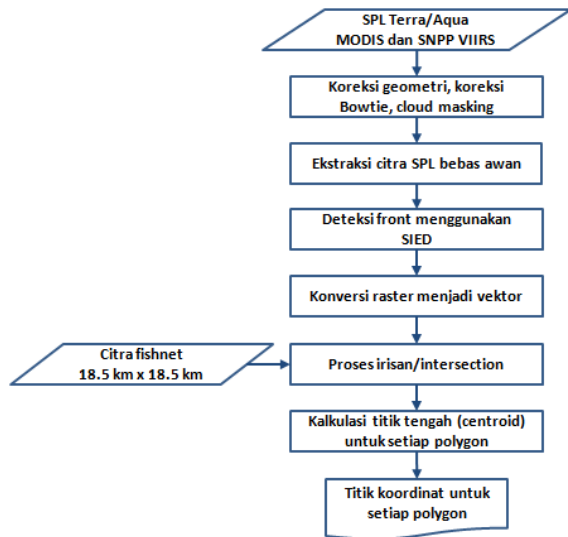 SPL Terra/Aqua
MODIS dan SNPP VIIRS
Koreksi geometri, koreksi
Bowtie, cloud masking
Ekstraksi citra SPL bebas awan
Deteksi front menggunakan
SIED
Konversi raster menjadi vektor
Citra fishnet
18.5 km x 18.5 km
Proses irisan/intersection
Kalkulasi titik tengah (centroid)
untuk setiap polygon
Titik koordinat untuk
setiap polygon